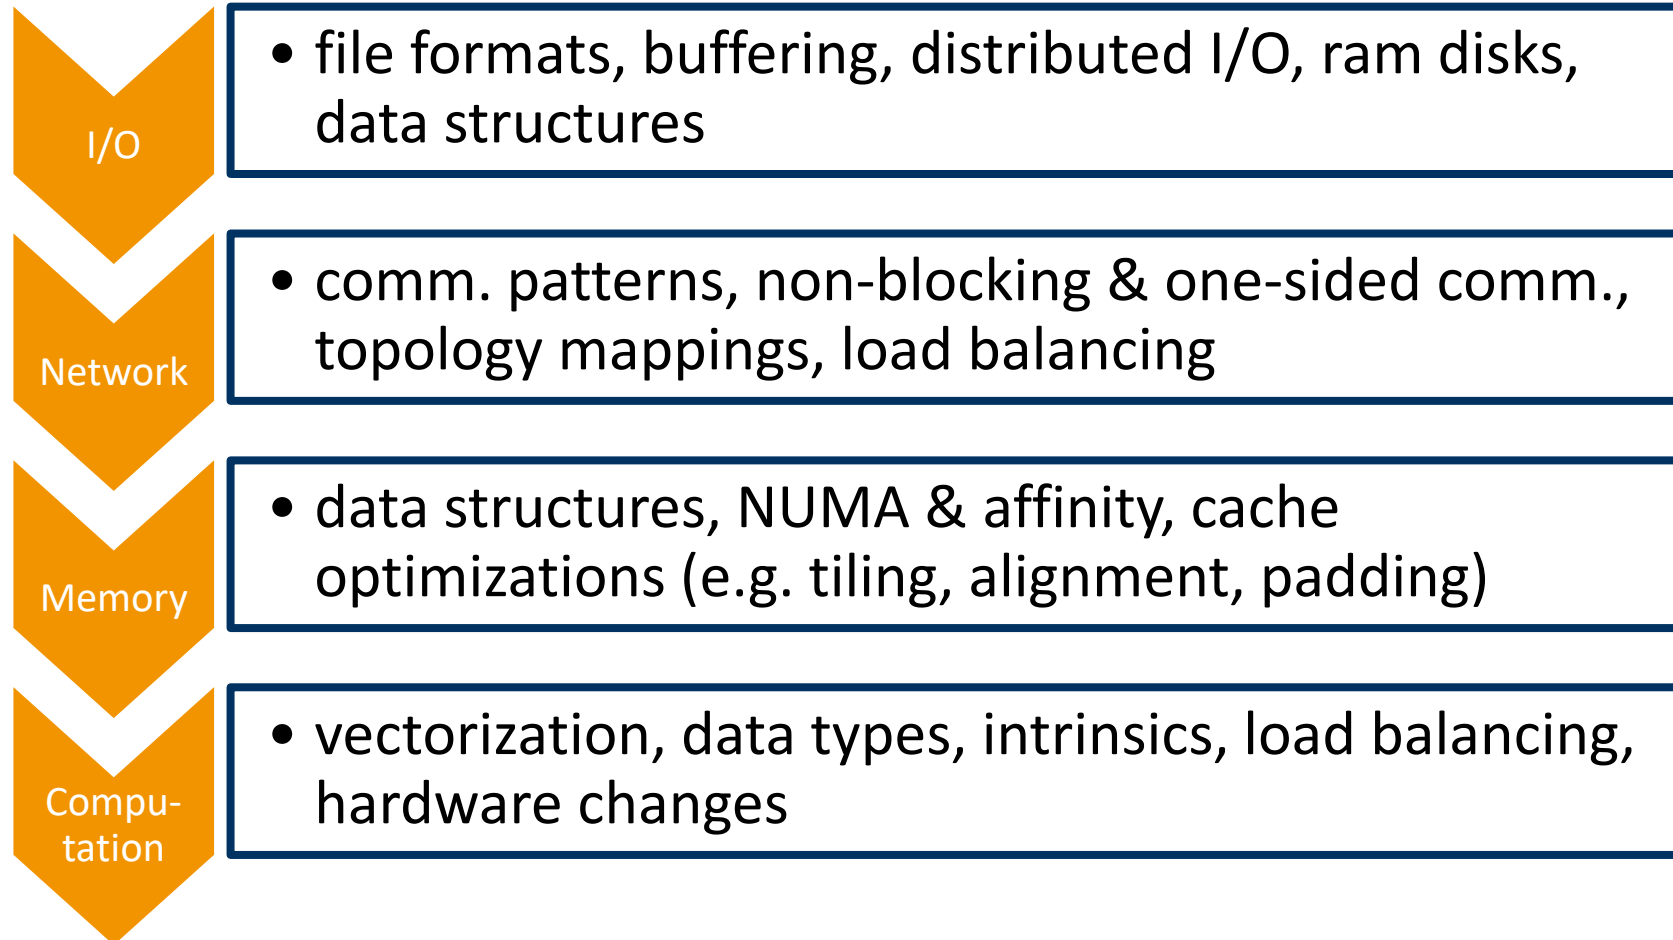 I/O
• file formats, buffering, distributed I/O, ram disks,
data structures
Network
• comm. patterns, non-blocking & one-sided comm.,
topology mappings, load balancing
Memory
• data structures, NUMA & affinity, cache
optimizations (e.g. tiling, alignment, padding)
Compu-
tation
• vectorization, data types, intrinsics, load balancing,
hardware changes